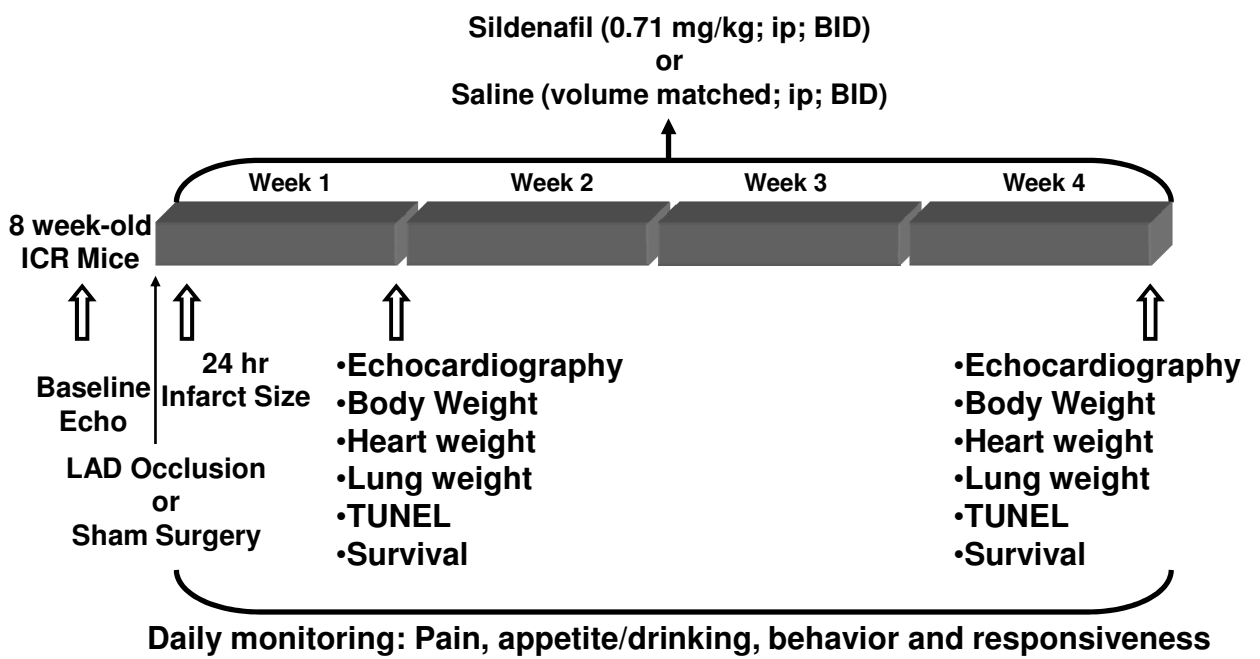 Sildenafil (0.71 mg/kg; ip; BID)
or
Saline (volume matched; ip; BID)
Week 1
Week 2
Week 3
Week 4
8 week-old
ICR Mice
Baseline
Echo
LAD Occlusion
or
Sham Surgery
24 hr
Infarct Size
•Echocardiography
•Body Weight
•Heart weight
•Lung weight
•TUNEL
•Survival
•Echocardiography
•Body Weight
•Heart weight
•Lung weight
•TUNEL
•Survival
Daily monitoring: Pain, appetite/drinking, behavior and responsiveness